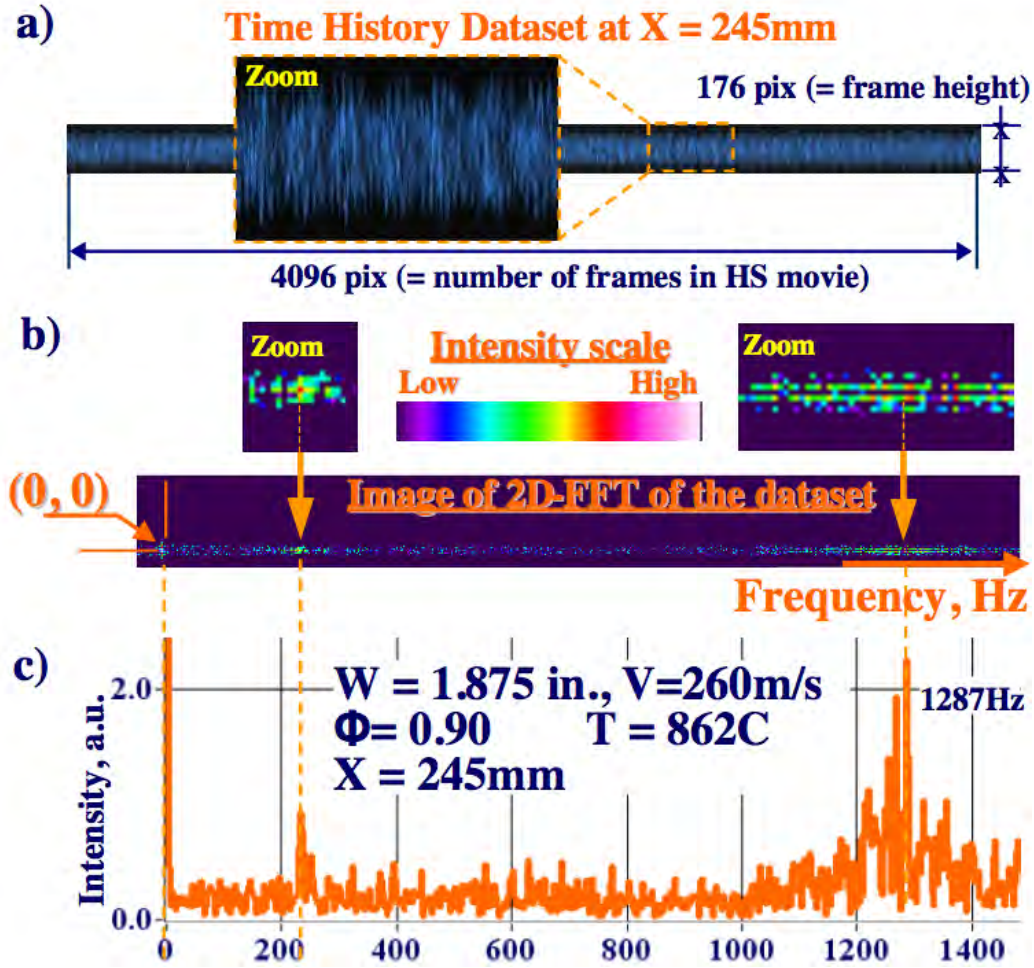 a)
Time History Dataset at X = 245mm
Zoom
176 pix (= frame height)
X
X
4096 pix (= number of frames in HS movie)
b)
Zoom
Intensity scale
Low
High
Zoom
(0, 0)
Image of 2D-FFT of the dataset
Frequency, Hz
c)
Intensity, a.u.
2.0
0.0
W = 1.875 in., V=260m/s
Φ= 0.90 T = 862C
X = 245mm
1287Hz
0 200 400 600 800 1000 1200 1400